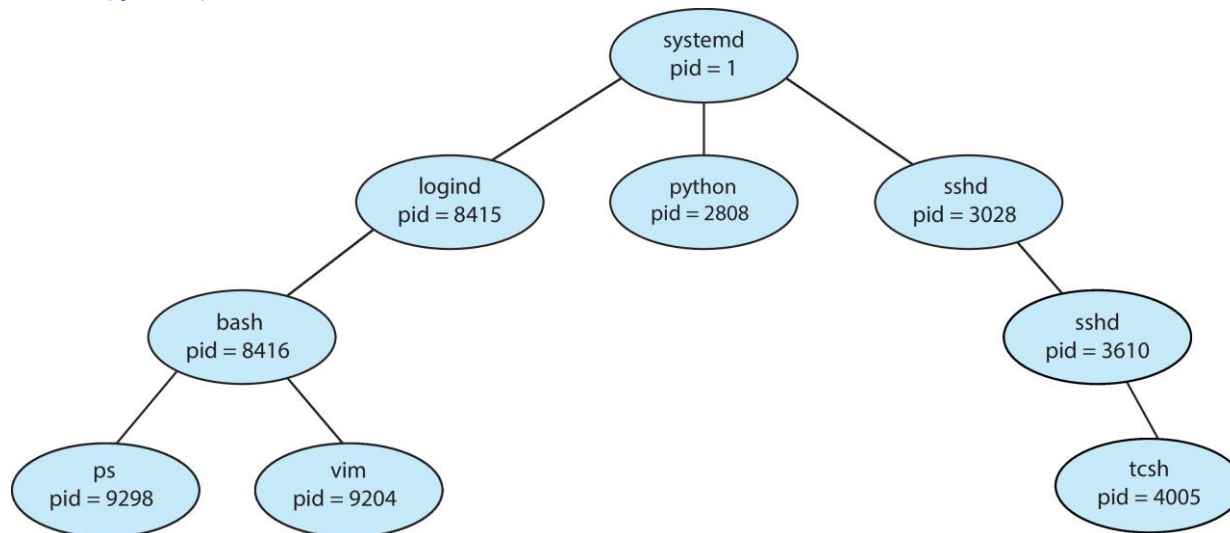 systemd
pid = 1
logind
pid = 8415
python
pid = 2808
sshd
pid = 3028
bash
pid = 8416
sshd
pid = 3610
ps
pid = 9298
vim
pid = 9204
tcsh
pid = 4005